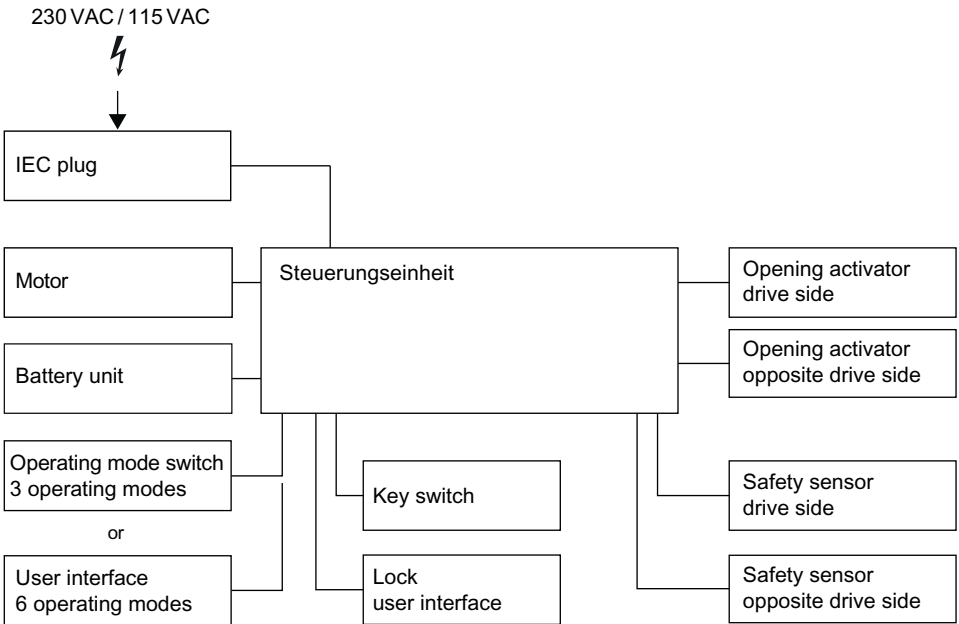 230 VAC / 115 VAC
IEC plug
Motor
Steuerungseinheit
Opening activator
drive side
Battery unit
Opening activator
opposite drive side
Operating mode switch
3 operating modes
or
User interface
6 operating modes
Key switch
Lock
user interface
Safety sensor
drive side
Safety sensor
opposite drive side